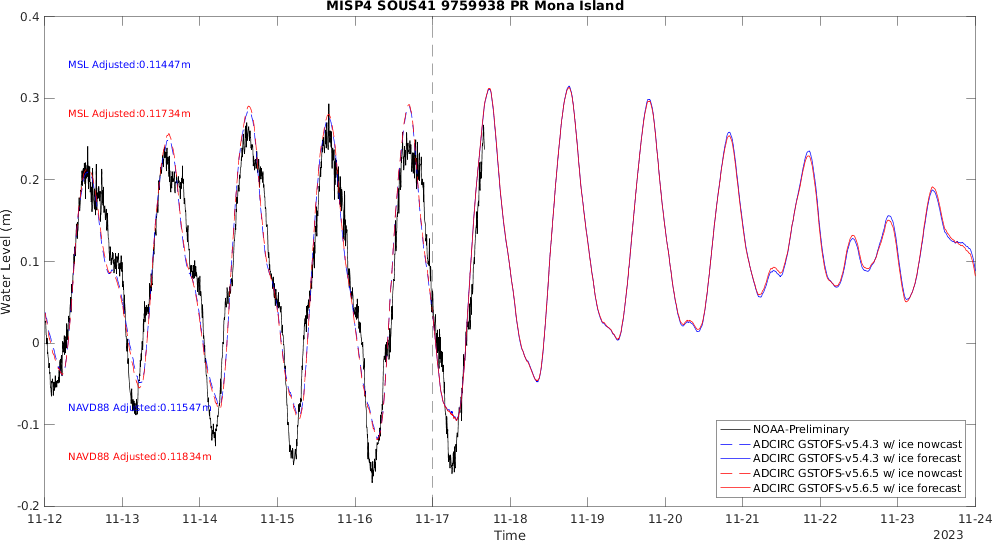 MISP4 SOUS41 9759938 PR Mona Island
0.4
MSL Adjusted:0.11447m
0.3
MSL Adjusted:0.11734m
0.2
Water Level (m)
0.1
0
NAVD88 Adjusted:0.11547m
-0.1
NAVD88 Adjusted:0.11834m
-0.2
NOAA-Preliminary
ADCIRC GSTOFS-v5.4.3 w/ ice nowcast
ADCIRC GSTOFS-v5.4.3 w/ ice forecast
ADCIRC GSTOFS-v5.6.5 w/ ice nowcast
ADCIRC GSTOFS-v5.6.5 w/ ice forecast
11-12 11-13 11-14 11-15 11-16 11-17 11-18 11-19 11-20 11-21 11-22 11-23 11-24
Time
2023